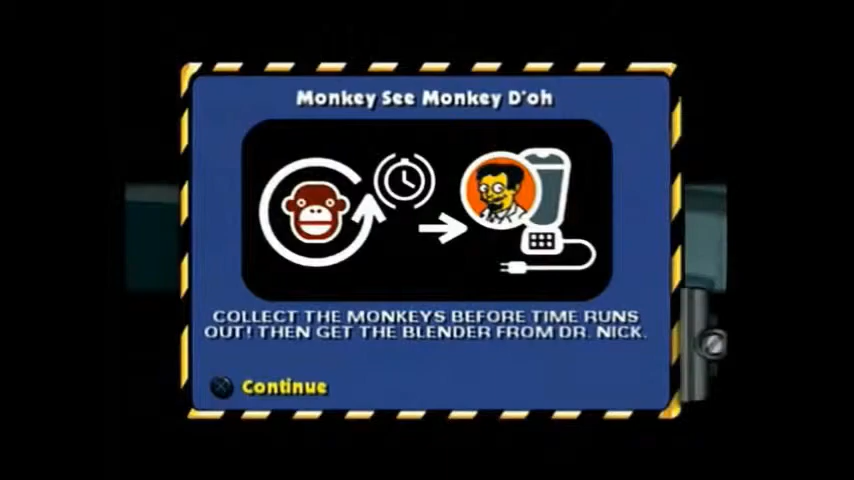 Monkey See Monkey D'oh
COLLECT THE MONKEYS BEFORE TIME RUNS
OUT! THEN GET THE BLENDER FROM DR. NICK.
Continue